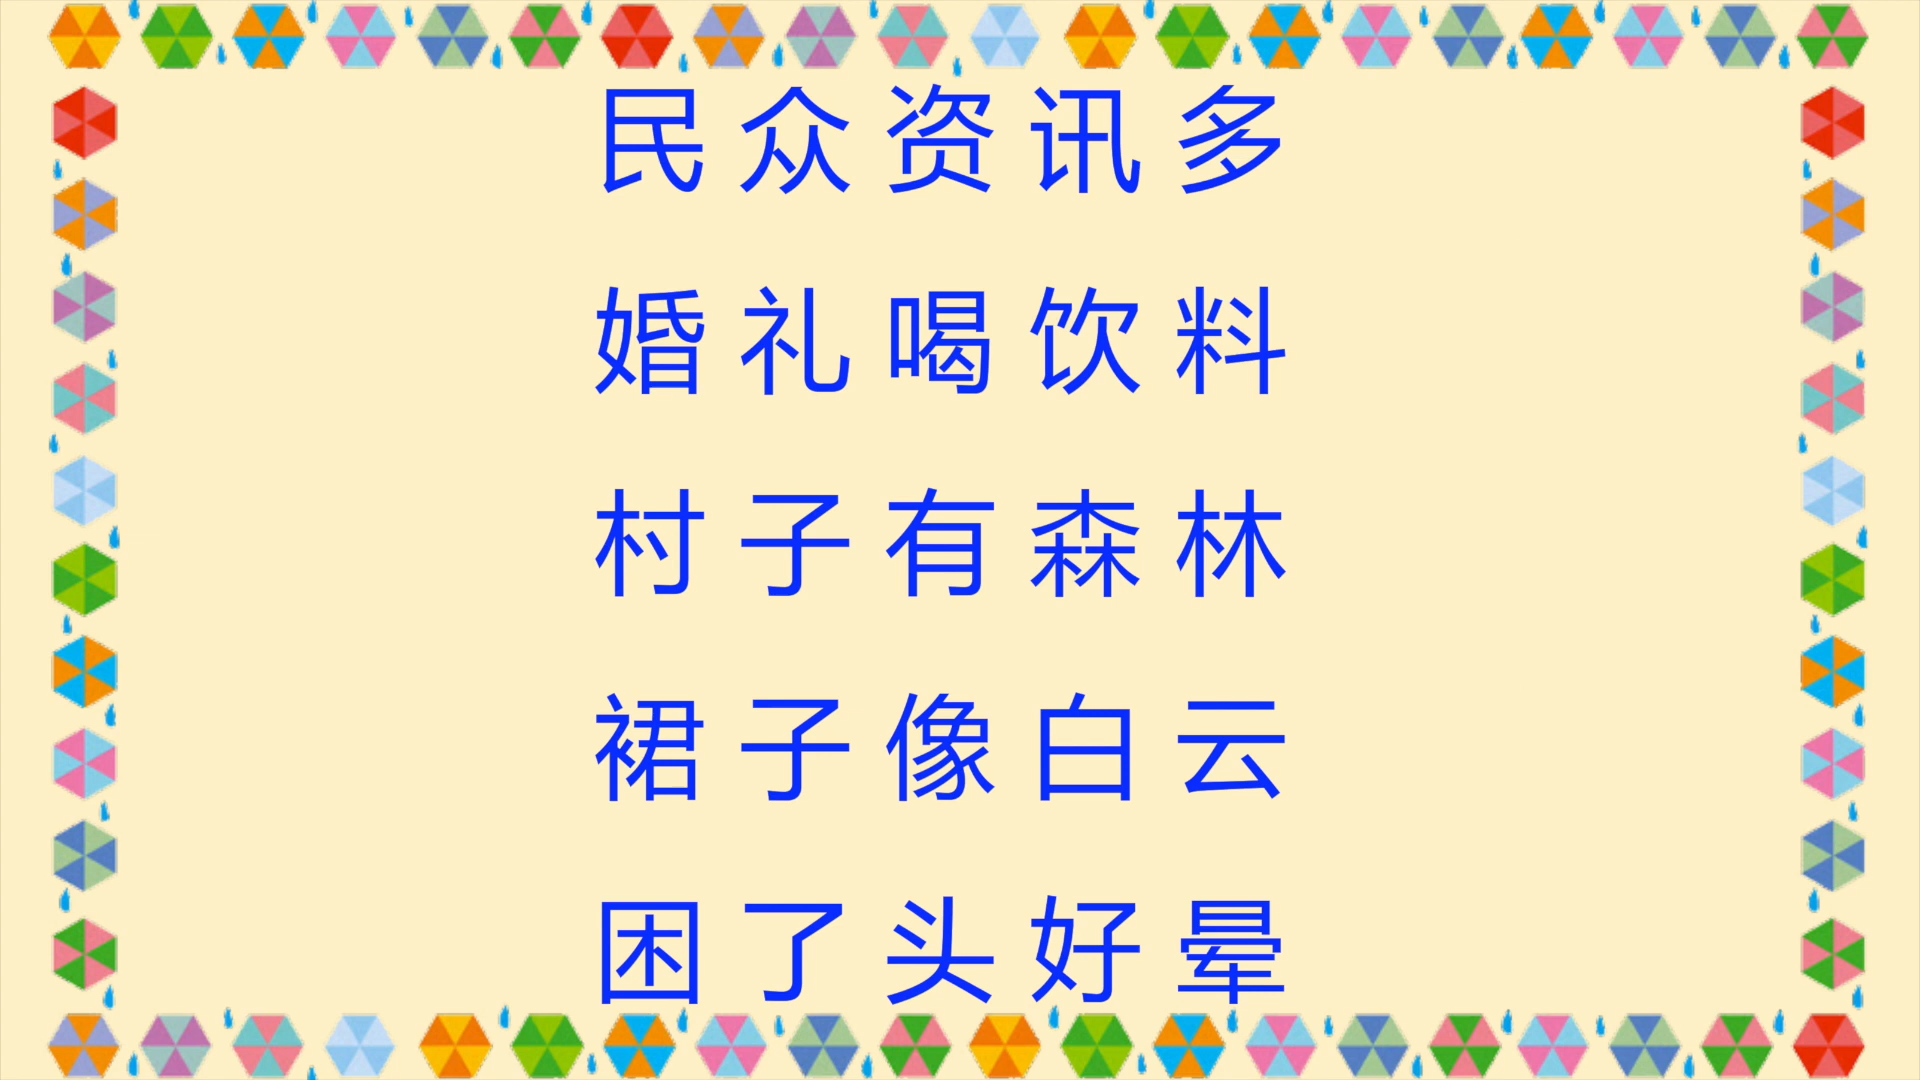 民众资讯多
婚礼喝饮料
村子有森林
裙子像白云
困了头好晕